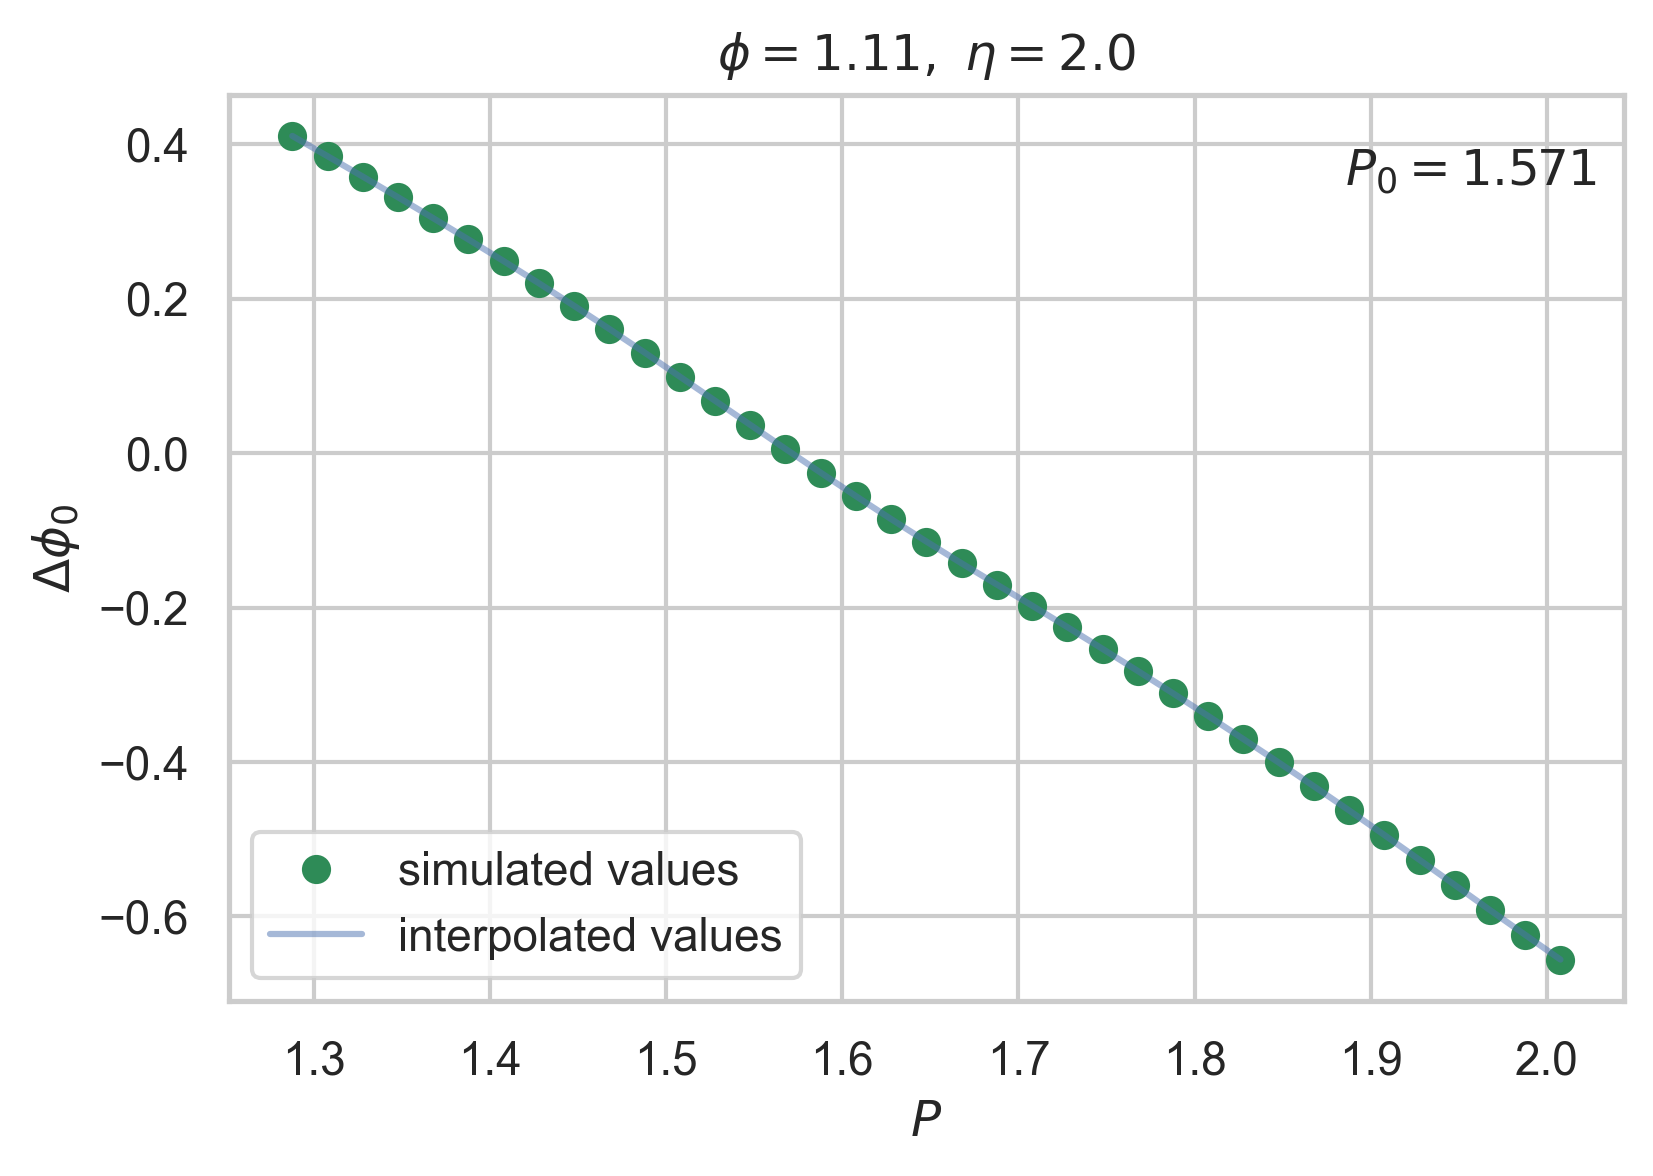 ϕ = 1.11, η = 2.0
P₀ = 1.571
0.4
0.2
0.0
−0.2
−0.4
−0.6
Δϕ₀
simulated values
interpolated values
1.3 1.4 1.5 1.6 1.7 1.8 1.9 2.0
P